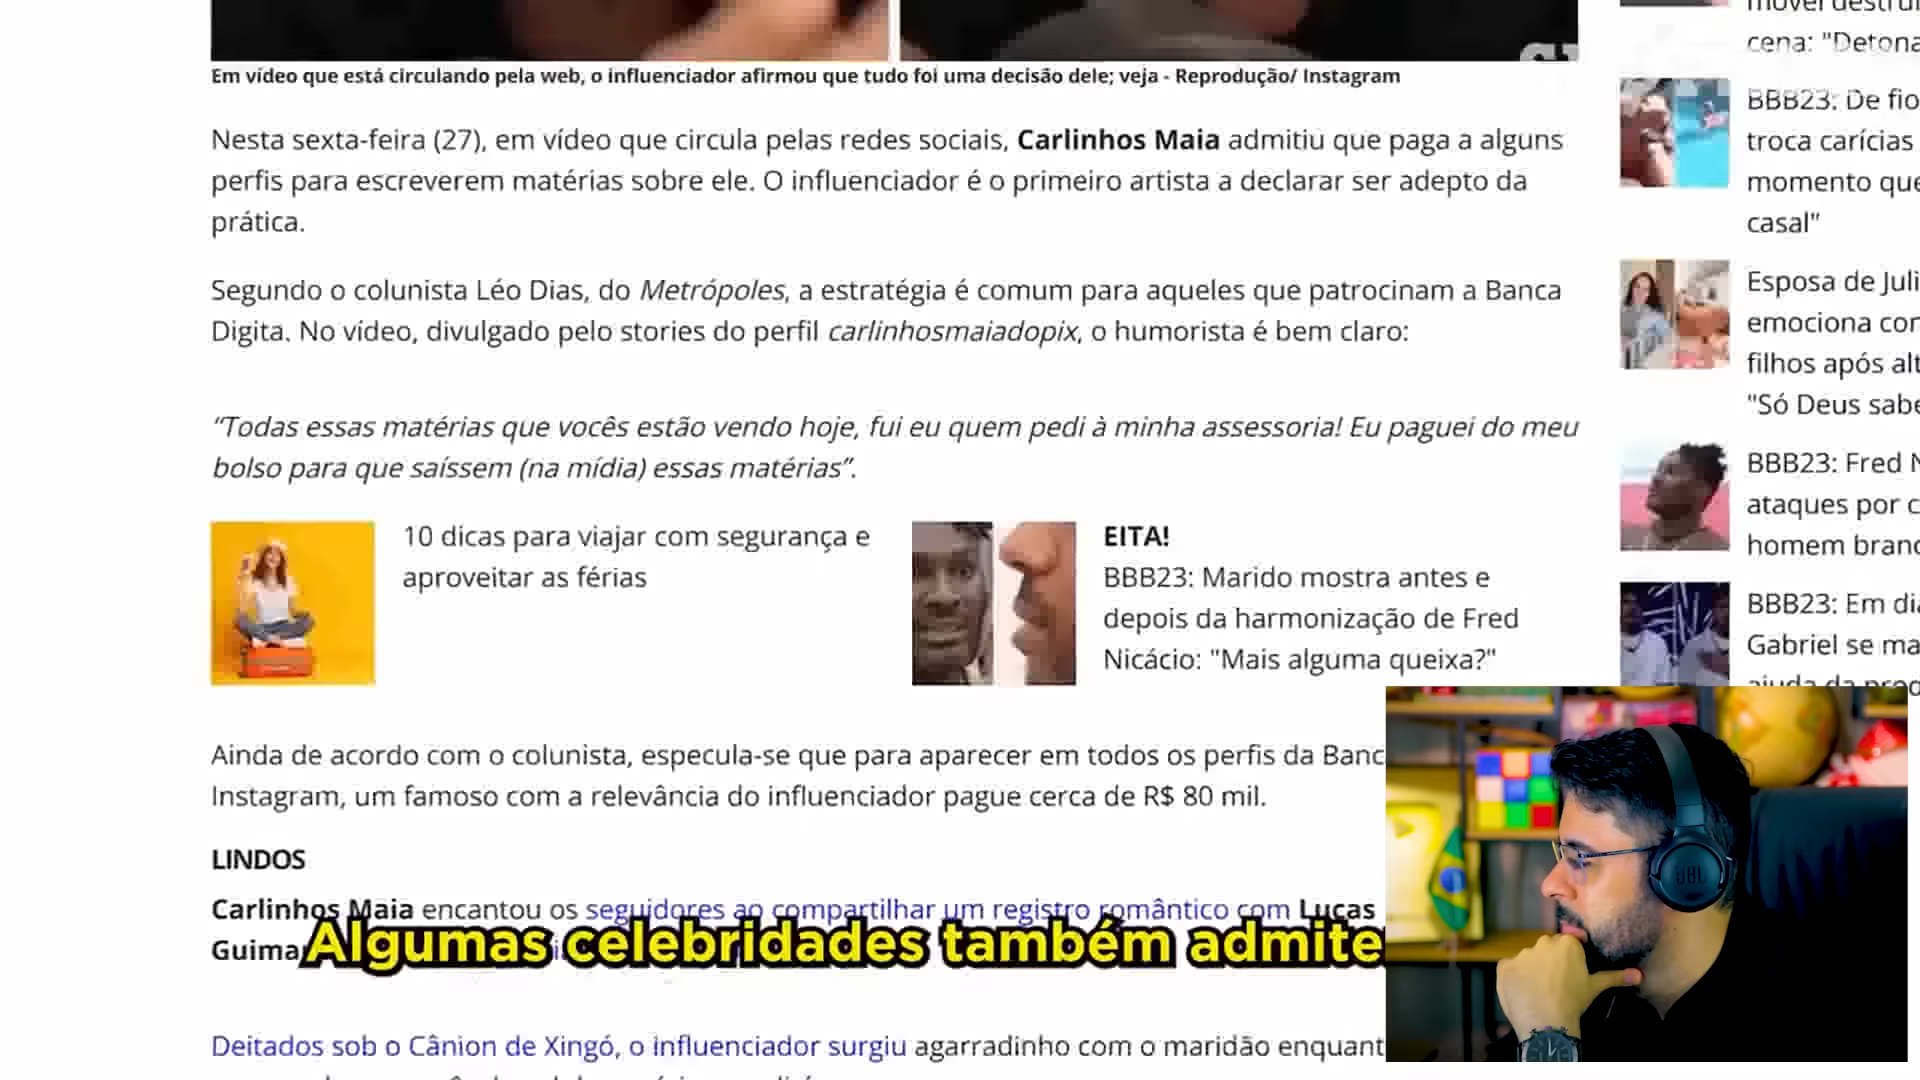 Em vídeo que está circulando pela web, o influenciador afirmou que tudo foi uma decisão dele; veja - Reprodução/ Instagram
Nesta sexta-feira (27), em vídeo que circula pelas redes sociais, Carlinhos Maia admitiu que paga a alguns
perfis para escreverem matérias sobre ele. O influenciador é o primeiro artista a declarar ser adepto da
prática.
Segundo o colunista Léo Dias, do Metrópoles, a estratégia é comum para aqueles que patrocinam a Banca
Digita. No vídeo, divulgado pelo stories do perfil carlinhosmaiadopix, o humorista é bem claro:
“Todas essas matérias que vocês estão vendo hoje, fui eu quem pedi à minha assessoria! Eu paguei do meu
bolso para que saíssem (na mídia) essas matérias”.
10 dicas para viajar com segurança e
aproveitar as férias
EITA!
BBB23: Marido mostra antes e
depois da harmonização de Fred
Nicácio: "Mais alguma queixa?"
Ainda de acordo com o colunista, especula-se que para aparecer em todos os perfis da Banc
Instagram, um famoso com a relevância do influenciador pague cerca de R$ 80 mil.
LINDOS
Carlinhos Maia encantou os seguidores ao compartilhar um registro romântico com Lucas
Guima
Algumas celebridades também admite
Deitados sob o Cânion de Xingó, o influenciador surgiu agarradinho com o maridão enquant
cena: "Detona
BBB23: De fio
troca carícias
momento que
casal"
Esposa de Juli
emociona con
filhos após alt
"Só Deus sabe
BBB23: Fred N
ataques por c
homem branc
BBB23: Em dia
Gabriel se ma
ajuda da prod
JBL